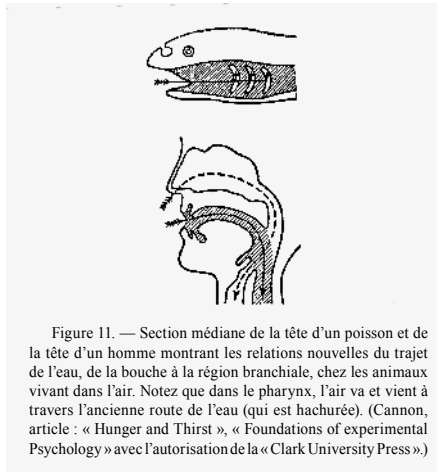 Figure 11. — Section médiane de la tête d’un poisson et de
la tête d’un homme montrant les relations nouvelles du trajet
de l’eau, de la bouche à la région branchiale, chez les animaux
vivant dans l’air. Notez que dans le pharynx, l’air va et vient à
travers l’ancienne route de l’eau (qui est hachurée). (Cannon,
article : « Hunger and Thirst », « Foundations of experimental
Psychology » avec l’autorisation de la « Clark University Press ».)